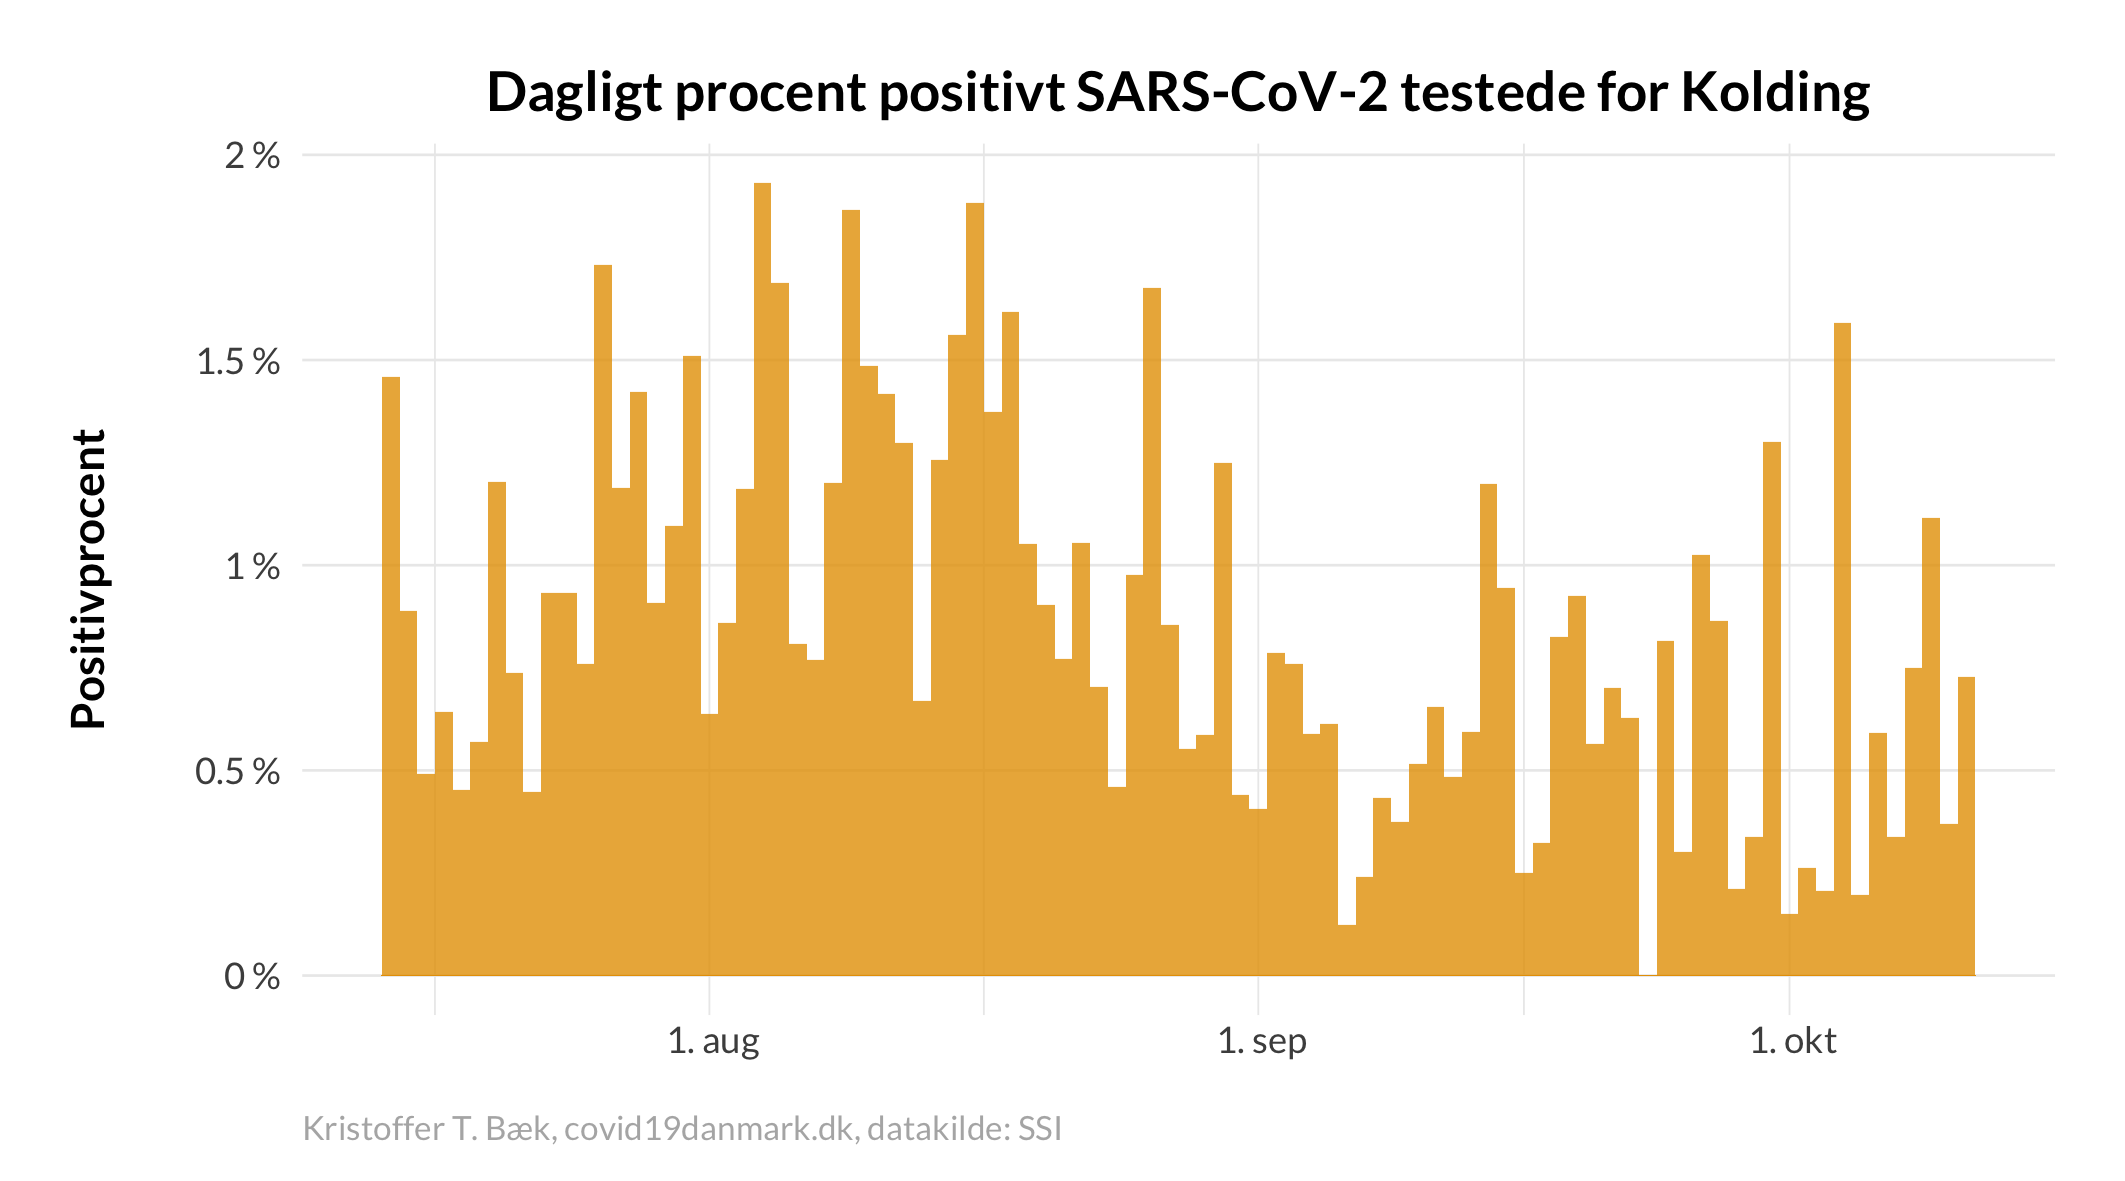 Dagligt procent positivt SARS-CoV-2 testede for Kolding
Positivprocent
2 %
1.5 %
1 %
0.5 %
0 %
1. aug
1. sep
1. okt
Kristoffer T. Bæk, covid19danmark.dk, datakilde: SSI